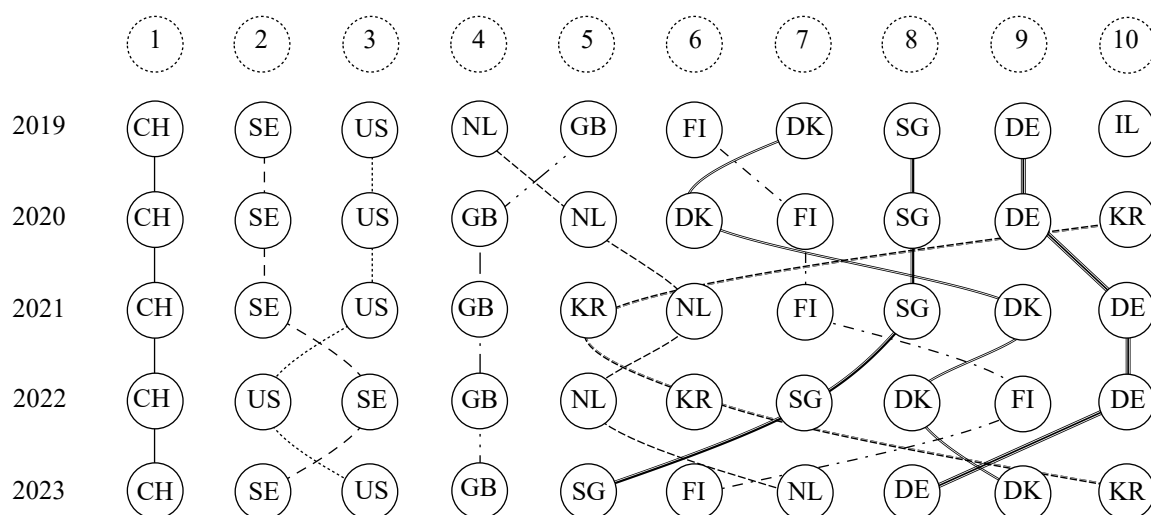 1 2 3 4 5 6 7 8 9 10
2019 CH SE US NL GB FI DK SG DE IL
2020 CH SE US GB NL DK FI SG DE KR
2021 CH SE US GB KR NL FI SG DK DE
2022 CH US SE GB NL KR SG DK FI DE
2023 CH SE US GB SG FI NL DE DK KR